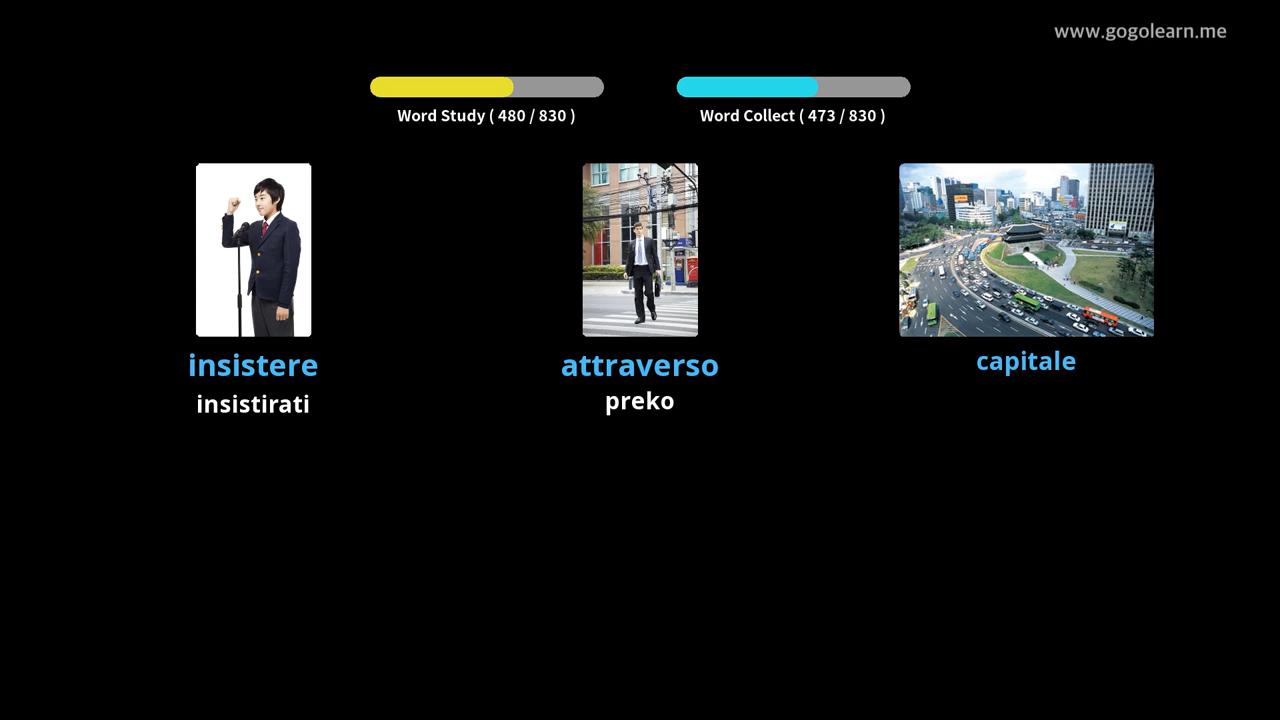 www.gogolearn.me
Word Study ( 480 / 830 )
Word Collect ( 473 / 830 )
insistere
insistirati
attraverso
preko
capitale